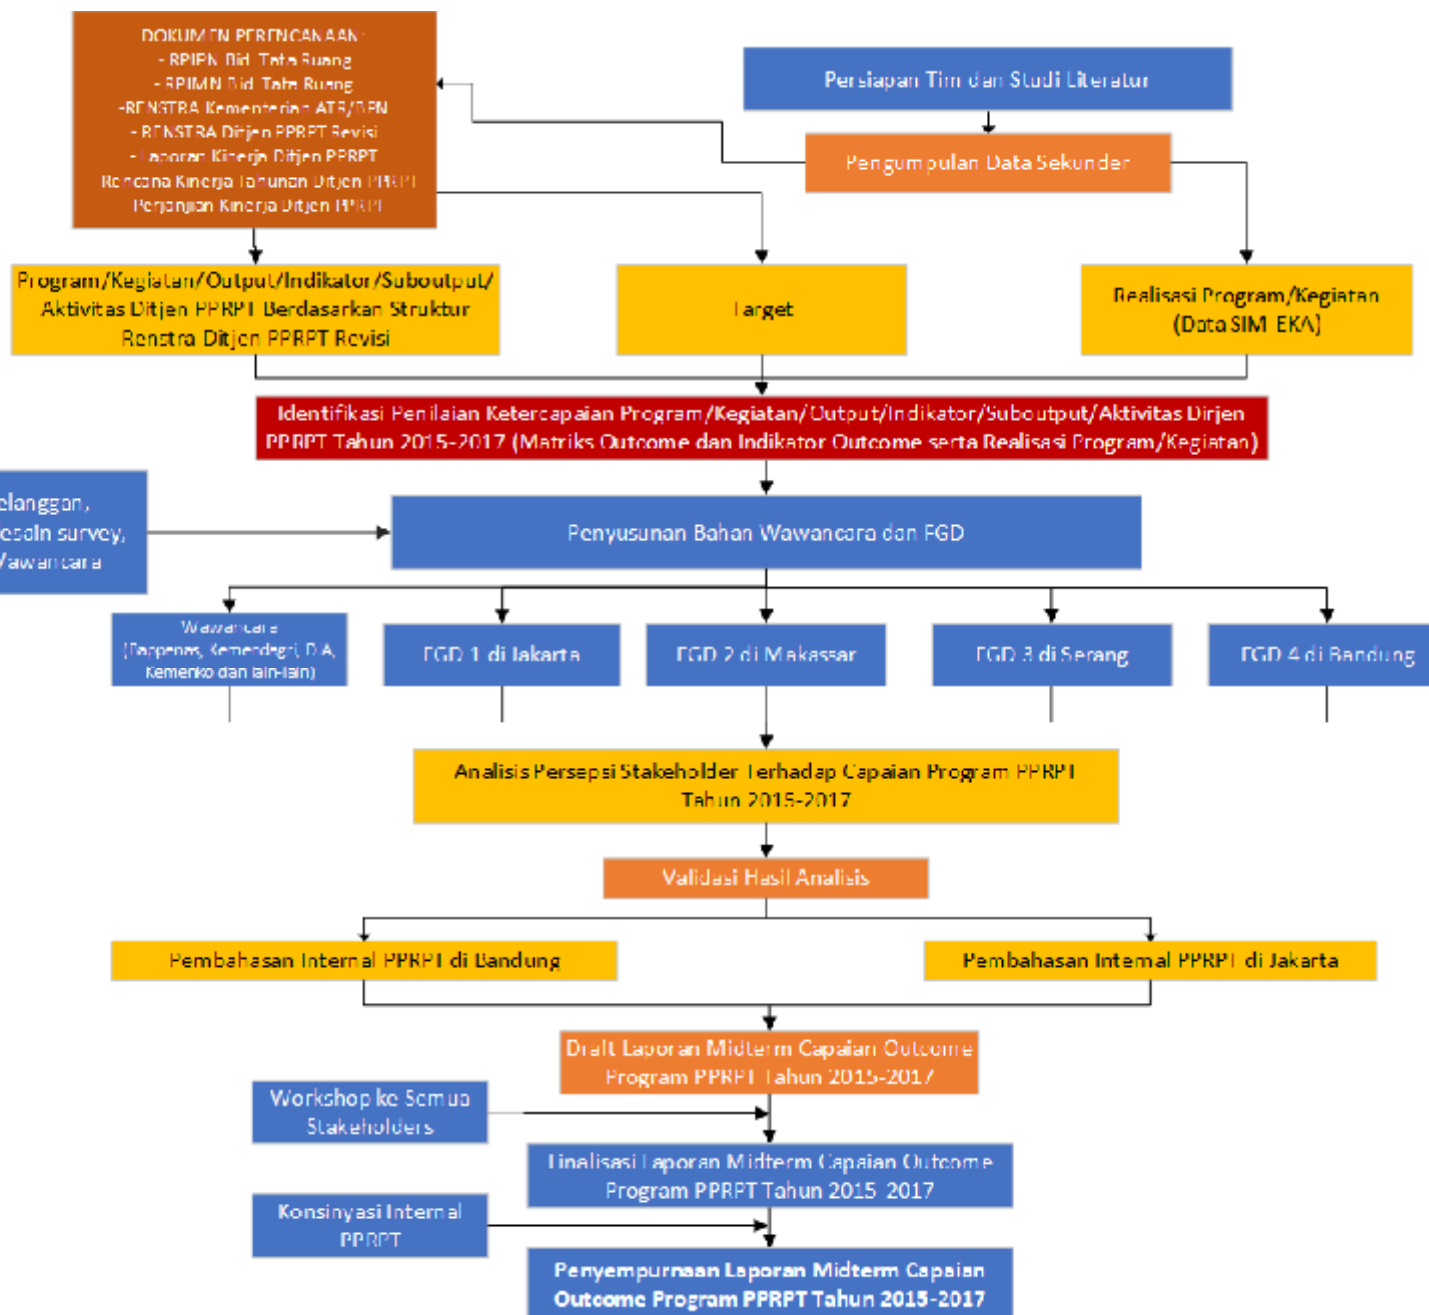 DOKUMEN PERENCANAAN:
- RPJPN Bid. Tata Ruang
- RPJMN Bid. Tata Ruang
-RENSTRA Kementerian ATR/BPN
- RENSTRA Ditjen PPRPT Revisi
- Laporan Kinerja Ditjen PPRPT
Rencana Kinerja Tahunan Ditjen PPRPT
Perjanjian Kinerja Ditjen PPRPT
Persiapan Tim dan Studi Literatur
Pengumpulan Data Sekunder
Program/Kegiatan/Output/Indikator/Suboutput/
Aktivitas Ditjen PPRPT Berdasarkan Struktur
Renstra Ditjen PPRPT Revisi
Target
Realisasi Program/Kegiatan
(Data SIM-EKA)
Identifikasi Penilaian Ketercapaian Program/Kegiatan/Output/Indikator/Suboutput/Aktivitas Dirjen
PPRPT Tahun 2015-2017 (Matriks Outcome dan Indikator Outcome serta Realisasi Program/Kegiatan)
elanggan,
esain survey,
Wawancara
Penyusunan Bahan Wawancara dan FGD
Wawancara
(Bappenas, Kemendagri, DJA,
Kemenko dan lain-lain)
FGD 1 di Jakarta
FGD 2 di Makassar
FGD 3 di Serang
FGD 4 di Bandung
Analisis Persepsi Stakeholder Terhadap Capaian Program PPRPT
Tahun 2015-2017
Validasi Hasil Analisis
Pembahasan Internal PPRPT di Bandung
Pembahasan Internal PPRPT di Jakarta
Draft Laporan Midterm Capaian Outcome
Program PPRPT Tahun 2015-2017
Workshop ke Semua
Stakeholders
Finalisasi Laporan Midterm Capaian Outcome
Program PPRPT Tahun 2015-2017
Konsinyasi Internal
PPRPT
Penyempurnaan Laporan Midterm Capaian
Outcome Program PPRPT Tahun 2015-2017